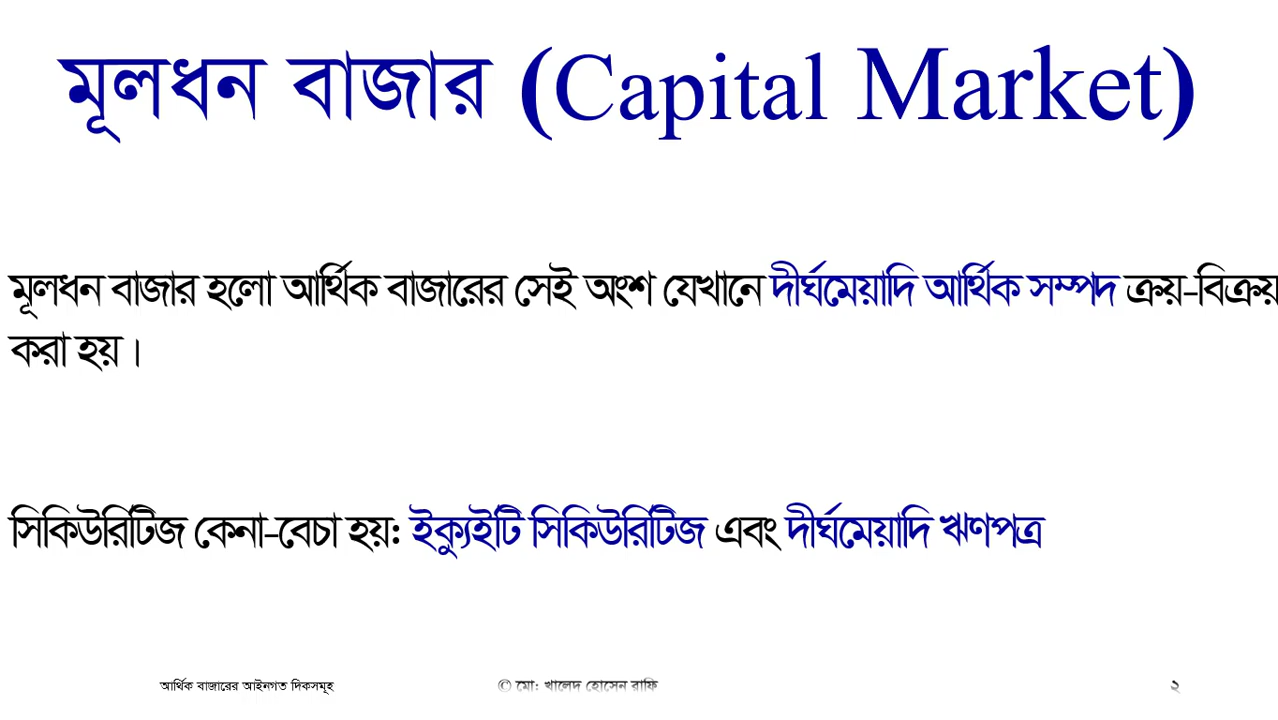 মূলধন বাজার (Capital Market)
মূলধন বাজার হলো আর্থিক বাজারের সেই অংশ যেখানে দীর্ঘমেয়াদি আর্থিক সম্পদ ক্রয়-বিক্রয়
করা হয়।
সিকিউরিটিজ কেনা-বেচা হয়: ইক্যুইটি সিকিউরিটিজ এবং দীর্ঘমেয়াদি ঋণপত্র
আর্থিক বাজারের আইনগত দিকসমূহ © মো: খালেদ হোসেন রাফি ২